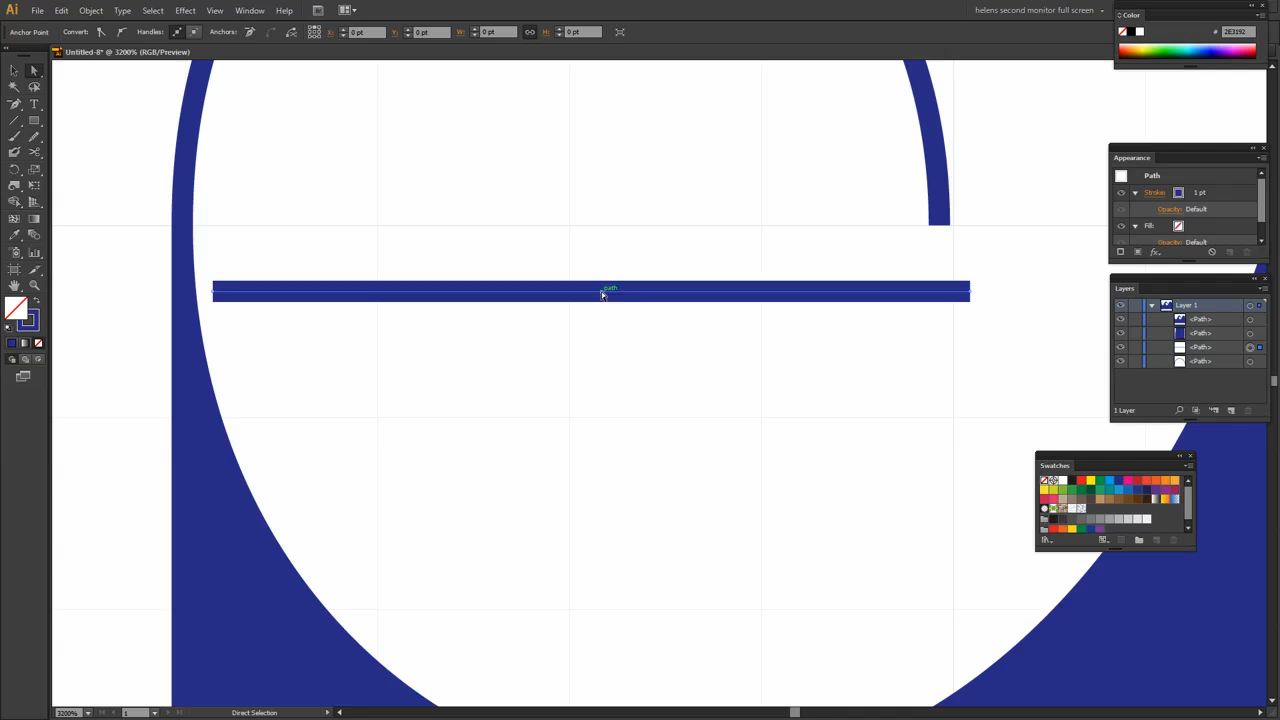 Ai File Edit Object Type Select Effect View Window Help helens second monitor full screen
Anchor Point Convert: Handles: Anchors: X: 0 pt Y: 0 pt W: 0 pt H: 0 pt
Untitled-8* @ 3200% (RGB/Preview)
Color
# 2E3192
path
Appearance
Path
Stroke: 1 pt
Opacity: Default
Fill:
Opacity: Default
fx
Layers
Layer 1
<Path>
<Path>
<Path>
<Path>
1 Layer
Swatches
3200% 1 Direct Selection